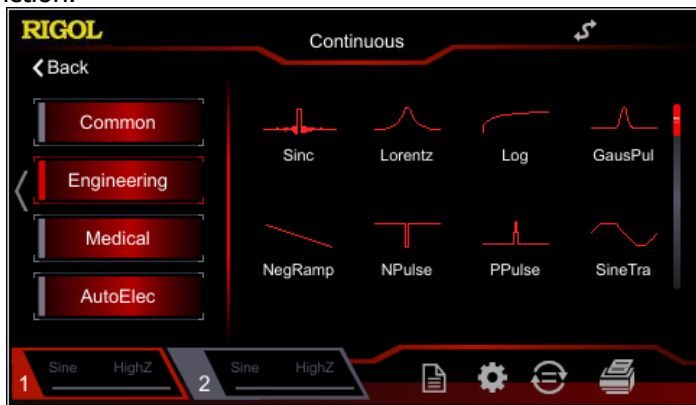 RIGOL
Continuous
Back
Common
Engineering
Medical
AutoElec
Sinc Lorentz Log GausPul
NegRamp NPulse PPulse SineTra
1 Sine HighZ 2 Sine HighZ